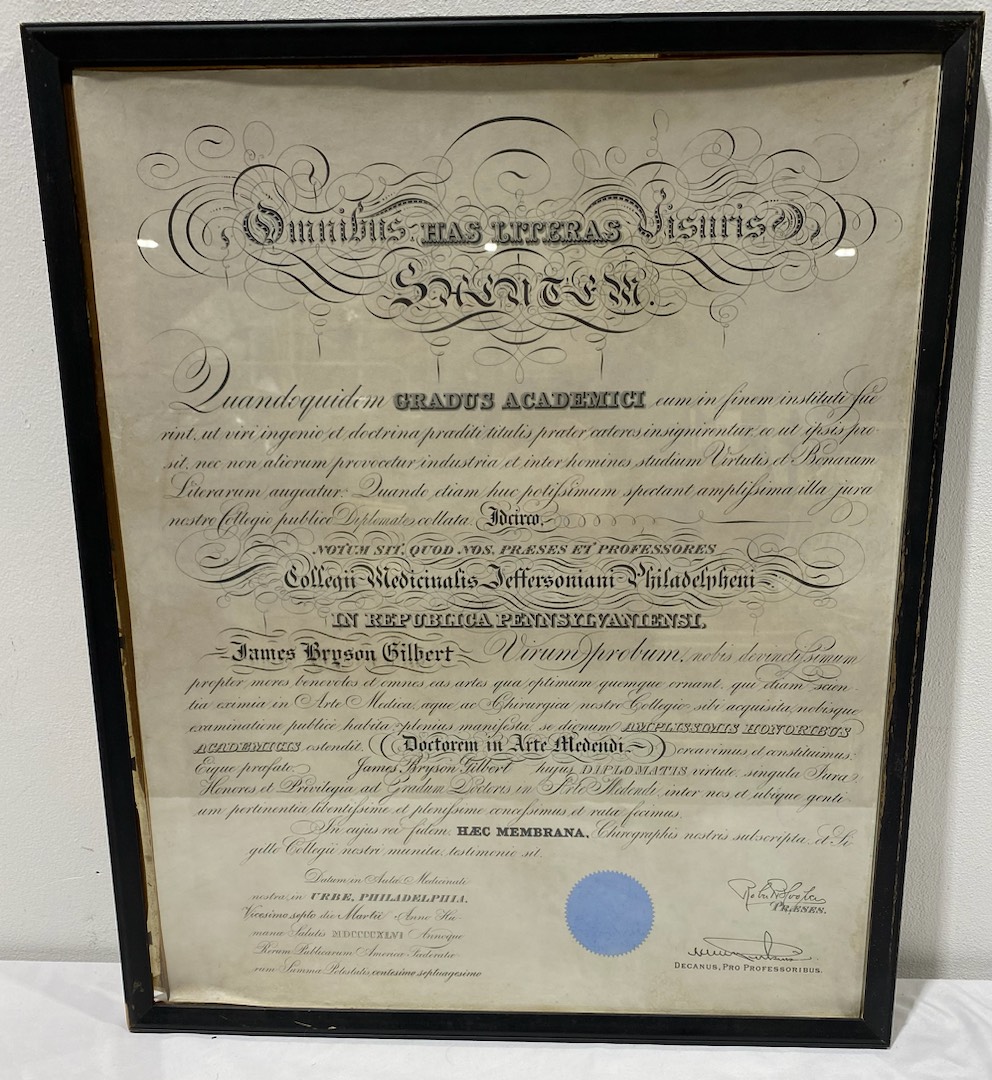 Omnibus HAS LITERAS Visuris
SALUTEM.
Quandoquidem GRADUS ACADEMICI eum in finem instituti fue
rint, ut viri ingenio et doctrina præditi titulis præter cæteros insignirentur, eo ut ipsis pro-
sit, nec non aliorum provocetur industria et inter homines studium Virtutis et Bonarum
Literarum augeatur: Quando etiam huc potissimum spectant amplissima illa jura
nostro Collegio publico Diplomate collata. Idcirco,
NOTUM SIT, QUOD NOS, PRÆSES ET PROFESSORES
Collegii Medicinalis Jeffersoniani Philadelpheni
IN REPUBLICA PENNSYLVANIENSI,
James Bryson Gilbert Virum probum, nobis devinctissimum
propter mores benevolos et omnes eas artes quæ optimum quemque ornant, qui etiam scien-
tia eximia in Arte Medica, æque ac Chirurgica nostro Collegio sibi acquisita, nobisque
examinatione publicè habita plenius manifesta, se dignum AMPLISSIMIS HONORIBUS
ACADEMICIS ostendit. (Doctorem in Arte Medendi) creavimus et constituimus:
Eique præfato James Bryson Gilbert hujus DIPLOMATIS virtute, singula Jura
Honores et Privilegia ad Gradum Doctoris in Arte Medendi inter nos et ubique genti-
um pertinentia libentissime et plenissime concessimus et rata fecimus.
In cujus rei fidem HÆC MEMBRANA, Chirographis nostris subscripta, et Si-
gillo Collegii nostri munita, testimonio sit.
Datum in Aula Medicinali
nostra, in URBE, PHILADELPHIA.
Vicesimo septo die Martii Anno Hu
manæ Salutis MDCCCCXLVI Annoque
Rerum Publicarum America Fœderata
rum Summæ Potestatis, centesimo septuagesimo
PRÆSES.
DECANUS, PRO PROFESSORIBUS.